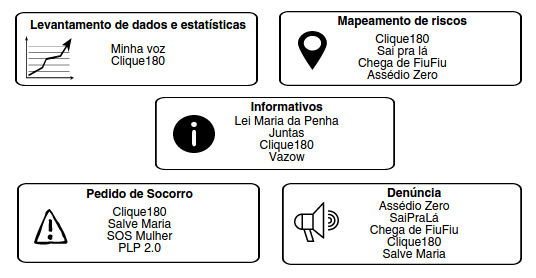 Levantamento de dados e estatísticas
Minha voz
Clique180
Mapeamento de riscos
Clique180
Sai pra lá
Chega de FiuFiu
Assédio Zero
Informativos
Lei Maria da Penha
Juntas
Clique180
Vazow
Pedido de Socorro
Clique180
Salve Maria
SOS Mulher
PLP 2.0
Denúncia
Assédio Zero
SaiPraLá
Chega de FiuFiu
Clique180
Salve Maria